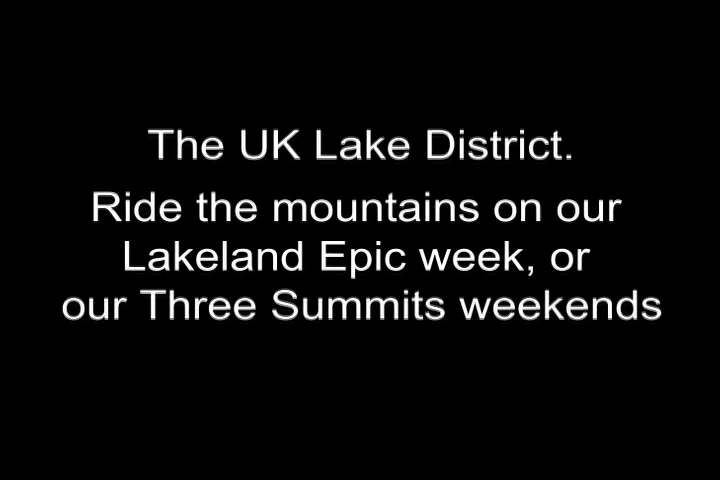 The UK Lake District.
Ride the mountains on our
Lakeland Epic week, or
our Three Summits weekends